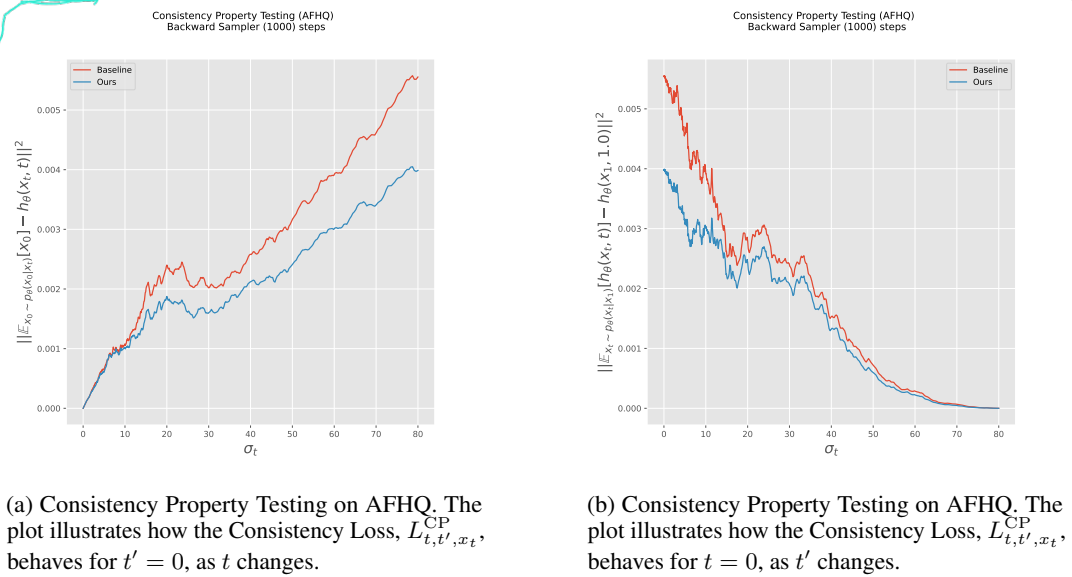 Consistency Property Testing (AFHQ)
Backward Sampler (1000) steps
Baseline
Ours
0.005
0.004
0.003
0.002
0.001
0.000
||𝔼_{x_0 ∼ p_θ(x_0|x_t)}[x_0] − h_θ(x_t, t)||^2
0 10 20 30 40 50 60 70 80
σ_t
(a) Consistency Property Testing on AFHQ. The
plot illustrates how the Consistency Loss, L^{CP}_{t,t′,x_t},
behaves for t′ = 0, as t changes.
Consistency Property Testing (AFHQ)
Backward Sampler (1000) steps
Baseline
Ours
0.005
0.004
0.003
0.002
0.001
0.000
||𝔼_{x_t ∼ p_θ(x_t|x_1)}[h_θ(x_t, t)] − h_θ(x_1, 1.0)||^2
0 10 20 30 40 50 60 70 80
σ_t
(b) Consistency Property Testing on AFHQ. The
plot illustrates how the Consistency Loss, L^{CP}_{t,t′,x_t},
behaves for t = 0, as t′ changes.